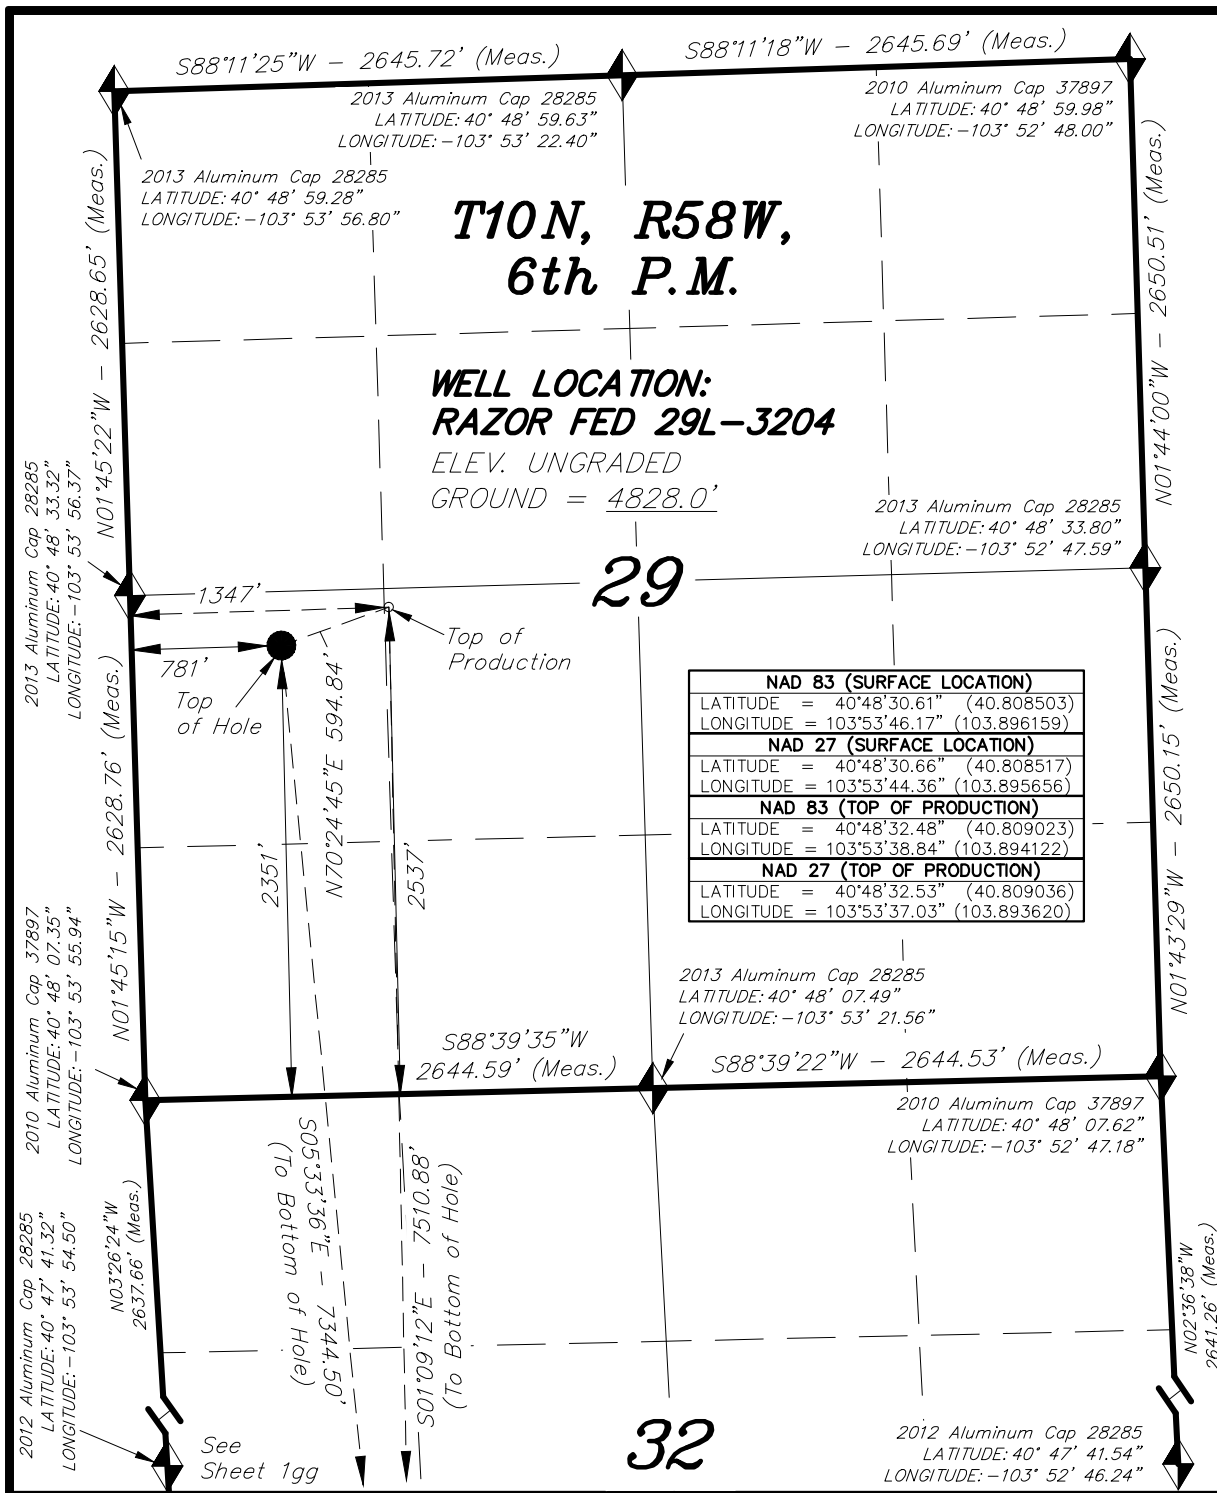 S88°11'25"W - 2645.72' (Meas.)
S88°11'18"W - 2645.69' (Meas.)
2013 Aluminum Cap 28285
LATITUDE: 40° 48' 59.63"
LONGITUDE: -103° 53' 22.40"
2010 Aluminum Cap 37897
LATITUDE: 40° 48' 59.98"
LONGITUDE: -103° 52' 48.00"
2013 Aluminum Cap 28285
LATITUDE: 40° 48' 59.28"
LONGITUDE: -103° 53' 56.80"
T10N, R58W,
6th P.M.
N01°45'22"W - 2628.65' (Meas.)
N01°44'00"W - 2650.51' (Meas.)
WELL LOCATION:
RAZOR FED 29L-3204
ELEV. UNGRADED
GROUND = 4828.0'
2013 Aluminum Cap 28285
LATITUDE: 40° 48' 33.32"
LONGITUDE: -103° 53' 56.37"
2013 Aluminum Cap 28285
LATITUDE: 40° 48' 33.80"
LONGITUDE: -103° 52' 47.59"
29
1347'
Top of
Production
781'
Top
of Hole
N70°24'45"E 594.84'
2351'
2537'
NAD 83 (SURFACE LOCATION)
LATITUDE = 40°48'30.61" (40.808503)
LONGITUDE = 103°53'46.17" (103.896159)
NAD 27 (SURFACE LOCATION)
LATITUDE = 40°48'30.66" (40.808517)
LONGITUDE = 103°53'44.36" (103.895656)
NAD 83 (TOP OF PRODUCTION)
LATITUDE = 40°48'32.48" (40.809023)
LONGITUDE = 103°53'38.84" (103.894122)
NAD 27 (TOP OF PRODUCTION)
LATITUDE = 40°48'32.53" (40.809036)
LONGITUDE = 103°53'37.03" (103.893620)
N01°45'15"W - 2628.76' (Meas.)
N01°43'29"W - 2650.15' (Meas.)
2010 Aluminum Cap 37897
LATITUDE: 40° 48' 07.35"
LONGITUDE: -103° 53' 55.94"
2013 Aluminum Cap 28285
LATITUDE: 40° 48' 07.49"
LONGITUDE: -103° 53' 21.56"
S88°39'35"W
2644.59' (Meas.)
S88°39'22"W - 2644.53' (Meas.)
2010 Aluminum Cap 37897
LATITUDE: 40° 48' 07.62"
LONGITUDE: -103° 52' 47.18"
S05°33'36"E - 7344.50'
(To Bottom of Hole)
S01°09'12"E - 7510.88'
(To Bottom of Hole)
N03°26'24"W
2637.66' (Meas.)
N02°36'38"W
2641.26' (Meas.)
2012 Aluminum Cap 28285
LATITUDE: 40° 47' 41.32"
LONGITUDE: -103° 53' 54.50"
See
Sheet 1gg
32
2012 Aluminum Cap 28285
LATITUDE: 40° 47' 41.54"
LONGITUDE: -103° 52' 46.24"